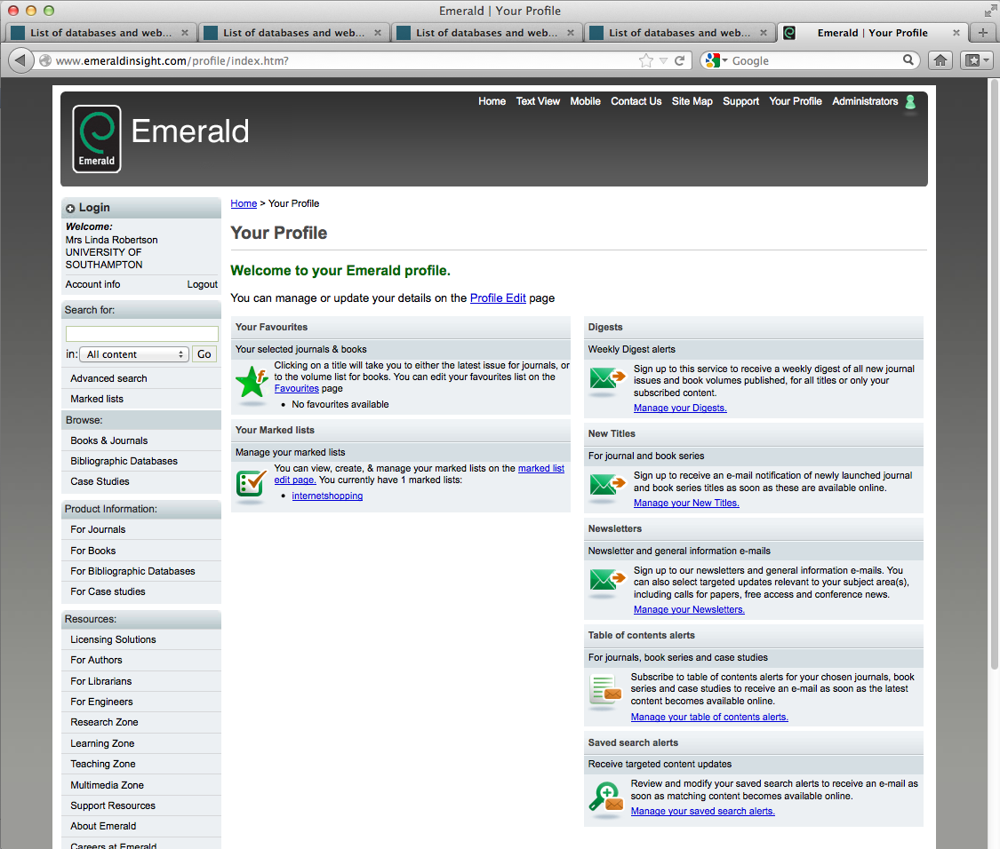 Emerald | Your Profile
List of databases and web...
List of databases and web...
List of databases and web...
List of databases and web...
Emerald | Your Profile
www.emeraldinsight.com/profile/index.htm?
Google
Home Text View Mobile Contact Us Site Map Support Your Profile Administrators
Emerald
Emerald
Login
Welcome:
Mrs Linda Robertson
UNIVERSITY OF
SOUTHAMPTON
Account info Logout
Search for:
in: All content Go
Advanced search
Marked lists
Browse:
Books & Journals
Bibliographic Databases
Case Studies
Product Information:
For Journals
For Books
For Bibliographic Databases
For Case studies
Resources:
Licensing Solutions
For Authors
For Librarians
For Engineers
Research Zone
Learning Zone
Teaching Zone
Multimedia Zone
Support Resources
About Emerald
Careers at Emerald
Home > Your Profile
Your Profile
Welcome to your Emerald profile.
You can manage or update your details on the Profile Edit page
Your Favourites
Your selected journals & books
Clicking on a title will take you to either the latest issue for journals, or
to the volume list for books. You can edit your favourites list on the
Favourites page
• No favourites available
Your Marked lists
Manage your marked lists
You can view, create, & manage your marked lists on the marked list
edit page. You currently have 1 marked lists:
• internetshopping
Digests
Weekly Digest alerts
Sign up to this service to receive a weekly digest of all new journal
issues and book volumes published, for all titles or only your
subscribed content.
Manage your Digests.
New Titles
For journal and book series
Sign up to receive an e-mail notification of newly launched journal
and book series titles as soon as these are available online.
Manage your New Titles.
Newsletters
Newsletter and general information e-mails
Sign up to our newsletters and general information e-mails. You
can also select targeted updates relevant to your subject area(s),
including calls for papers, free access and conference news.
Manage your Newsletters.
Table of contents alerts
For journals, book series and case studies
Subscribe to table of contents alerts for your chosen journals, book
series and case studies to receive an e-mail as soon as the latest
content becomes available online.
Manage your table of contents alerts.
Saved search alerts
Receive targeted content updates
Review and modify your saved search alerts to receive an e-mail as
soon as matching content becomes available online.
Manage your saved search alerts.